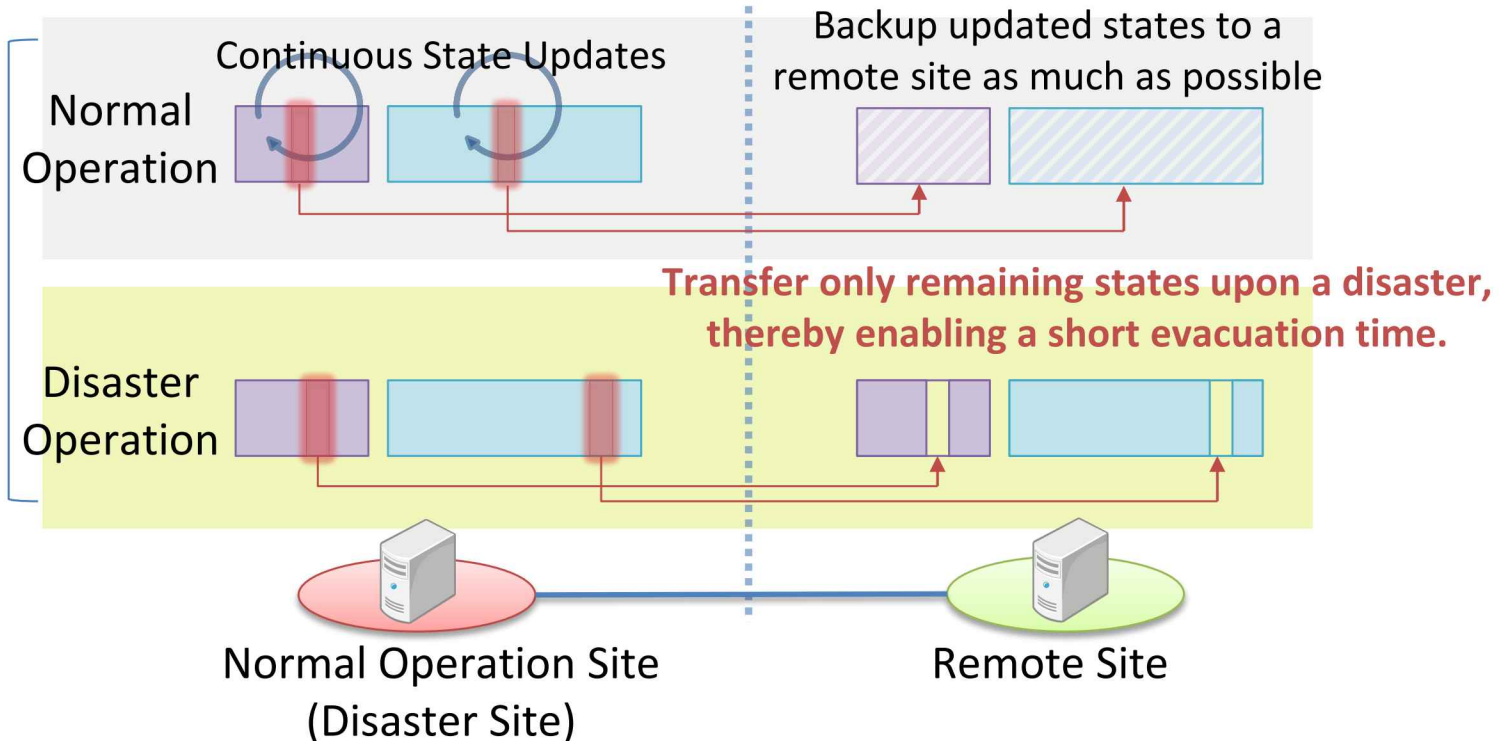 Continuous State Updates
Backup updated states to a
remote site as much as possible
Normal
Operation
Transfer only remaining states upon a disaster,
thereby enabling a short evacuation time.
Disaster
Operation
Normal Operation Site
(Disaster Site)
Remote Site